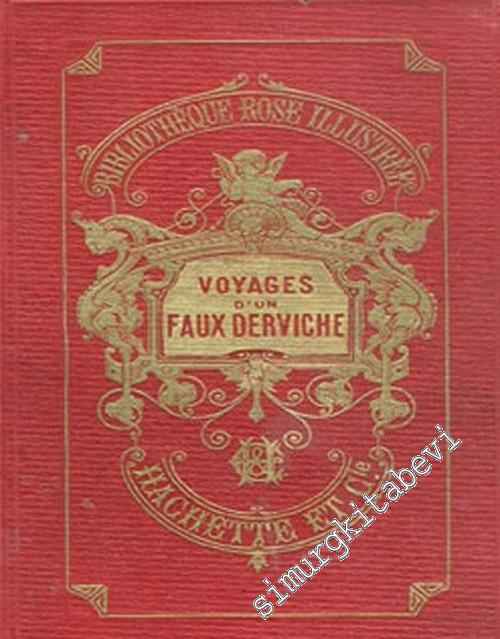 BIBLIOTHÈQUE ROSE ILLUSTRÉE
VOYAGES
D'UN
FAUX DERVICHE
HACHETTE ET Cie
simurgkitabevi